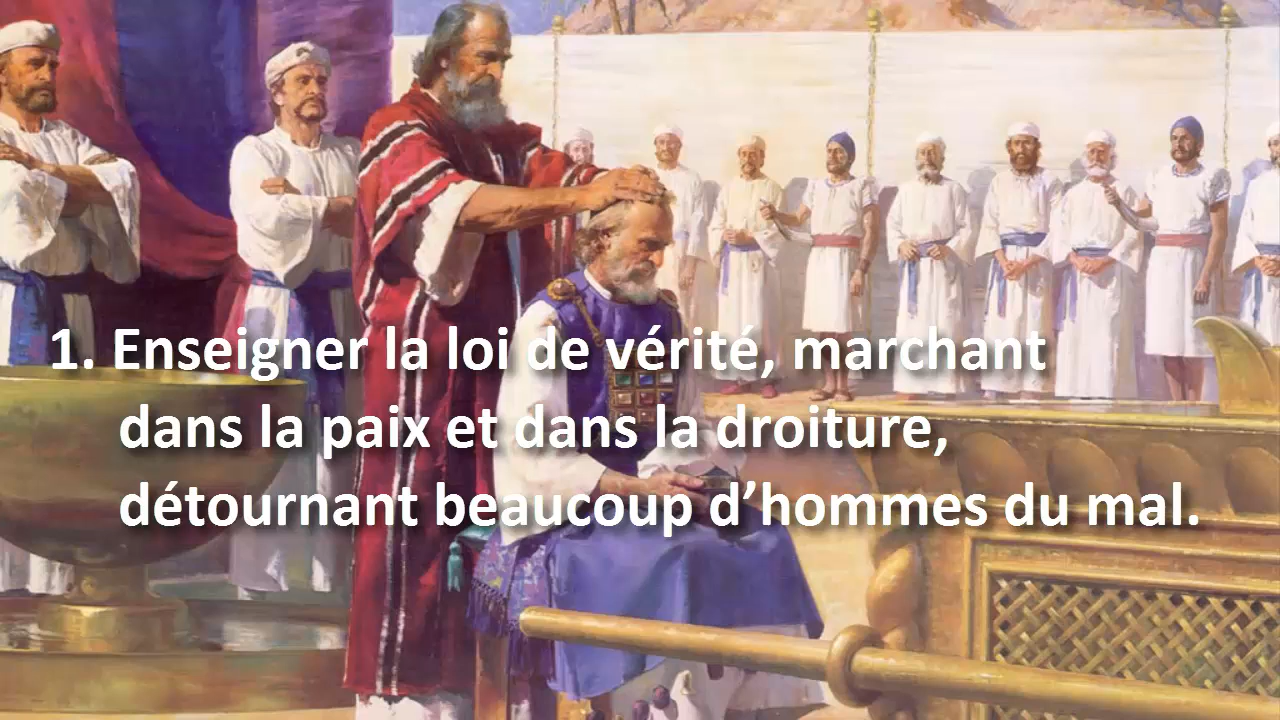 1. Enseigner la loi de vérité, marchant
dans la paix et dans la droiture,
détournant beaucoup d’hommes du mal.